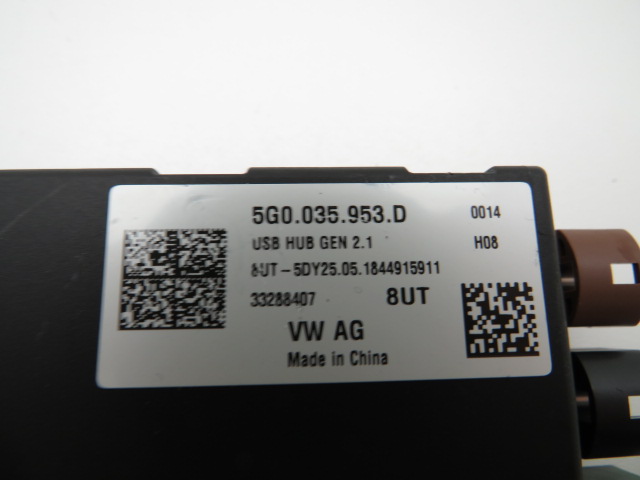 5G0.035.953.D 0014
USB HUB GEN 2.1 H08
8UT-5DY25.05.1844915911
33288407 8UT
VW AG
Made in China